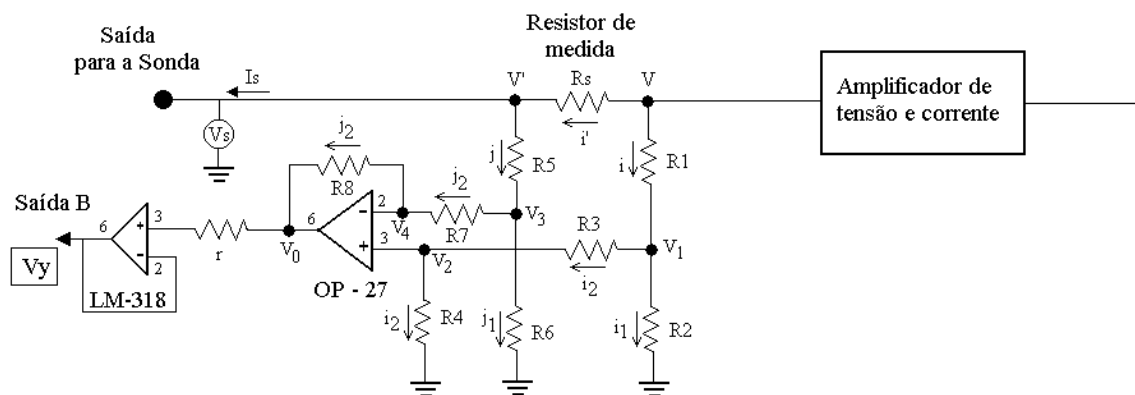 Resistor de
medida
Saída
para a Sonda
Is
V'
Rs
V
Amplificador de
tensão e corrente
i'
Vs
j2
j
R5
i
R1
R8
Saída B
j2
V3
R3
6
3
6
2
V4
R7
V1
+
-
-
+
V0
3
V2
i2
r
Vy
2
LM-318
OP - 27
i2
R4
j1
R6
i1
R2